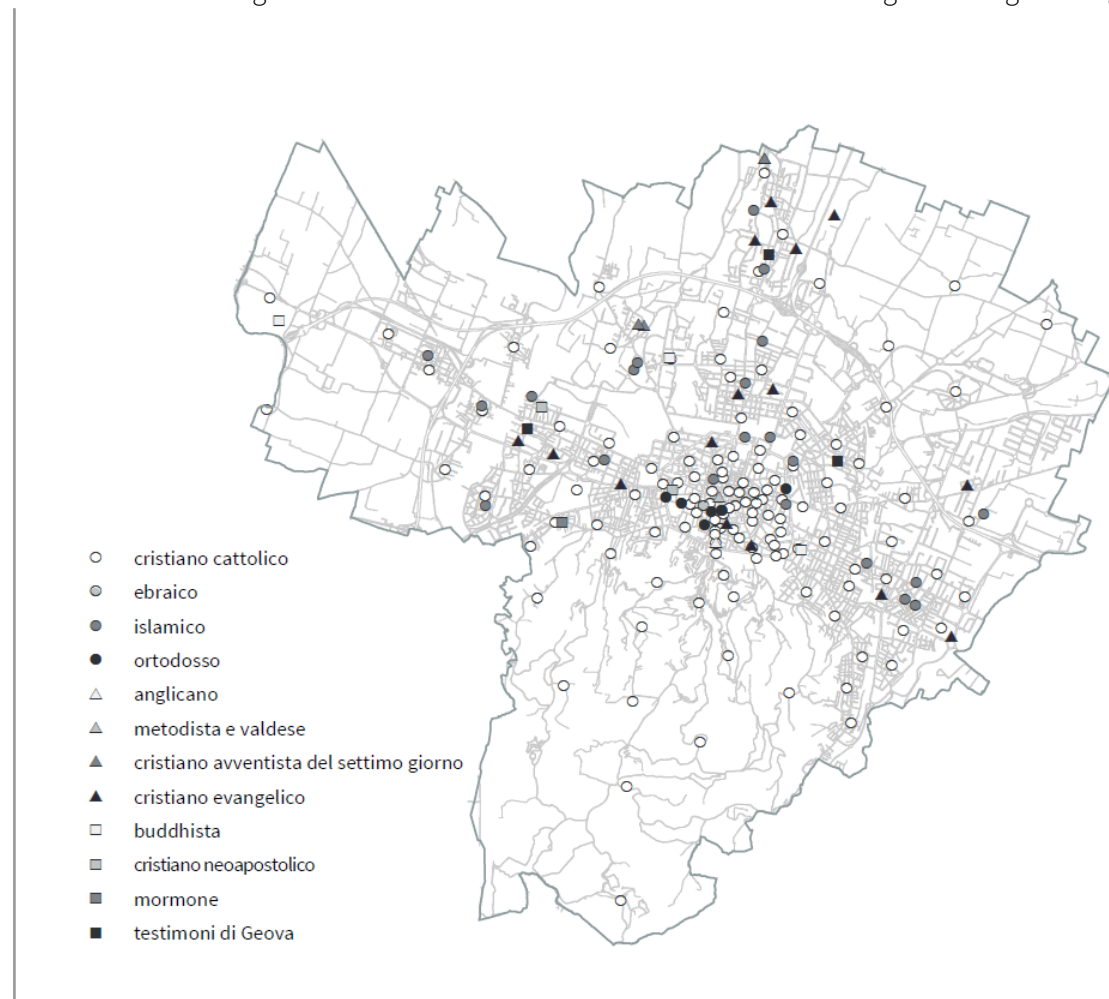 cristiano cattolico
ebraico
islamico
ortodosso
anglicano
metodista e valdese
cristiano avventista del settimo giorno
cristiano evangelico
buddhista
cristiano neoapostolico
mormone
testimoni di Geova